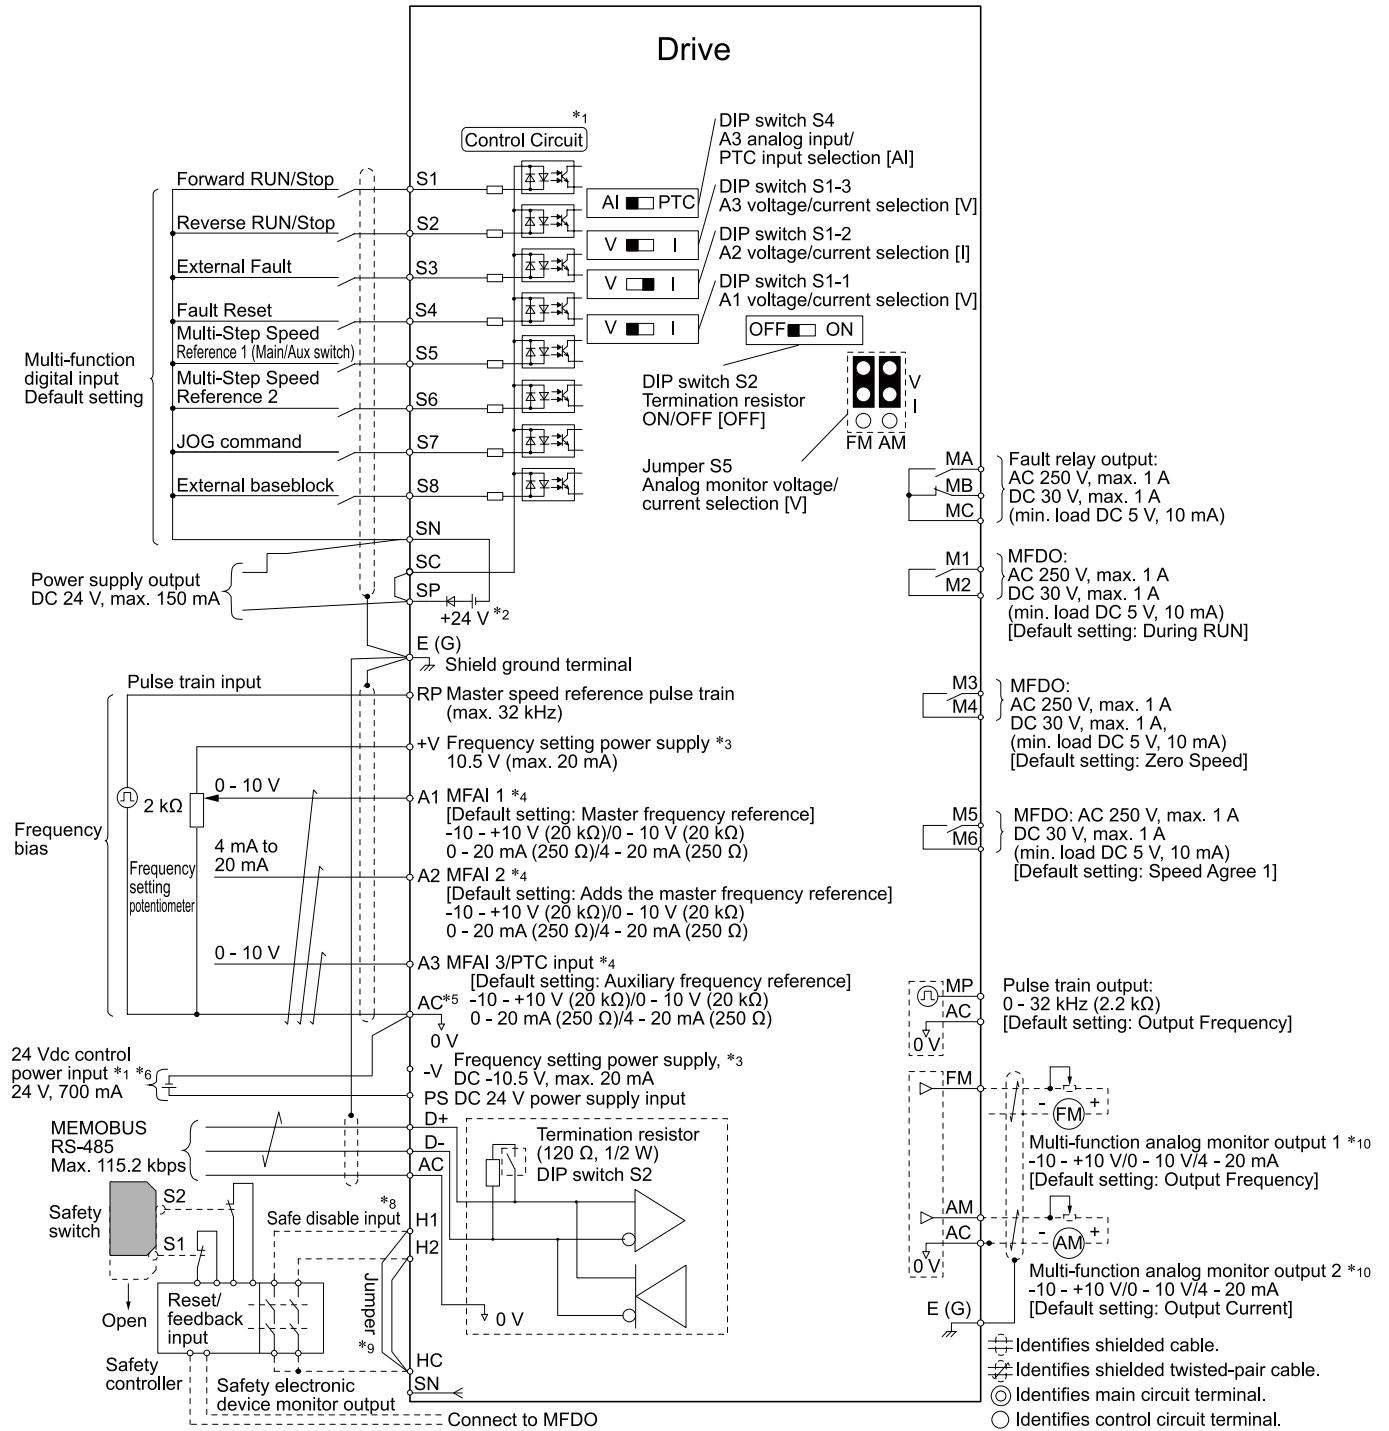 Drive
*1
Control Circuit
DIP switch S4
A3 analog input/
PTC input selection [AI]
DIP switch S1-3
A3 voltage/current selection [V]
DIP switch S1-2
A2 voltage/current selection [I]
DIP switch S1-1
A1 voltage/current selection [V]
AI PTC
V I
V I
V I
OFF ON
DIP switch S2
Termination resistor
ON/OFF [OFF]
V
I
FM AM
Jumper S5
Analog monitor voltage/
current selection [V]
Multi-function
digital input
Default setting
Forward RUN/Stop S1
Reverse RUN/Stop S2
External Fault S3
Fault Reset S4
Multi-Step Speed
Reference 1 (Main/Aux switch) S5
Multi-Step Speed
Reference 2 S6
JOG command S7
External baseblock S8
SN
SC
SP
+24 V *2
Power supply output
DC 24 V, max. 150 mA
E (G)
Shield ground terminal
Pulse train input
RP Master speed reference pulse train
(max. 32 kHz)
+V Frequency setting power supply *3
10.5 V (max. 20 mA)
Frequency
bias
2 kΩ
Frequency
setting
potentiometer
0 - 10 V
A1 MFAI 1 *4
[Default setting: Master frequency reference]
-10 - +10 V (20 kΩ)/0 - 10 V (20 kΩ)
0 - 20 mA (250 Ω)/4 - 20 mA (250 Ω)
4 mA to
20 mA
A2 MFAI 2 *4
[Default setting: Adds the master frequency reference]
-10 - +10 V (20 kΩ)/0 - 10 V (20 kΩ)
0 - 20 mA (250 Ω)/4 - 20 mA (250 Ω)
0 - 10 V
A3 MFAI 3/PTC input *4
[Default setting: Auxiliary frequency reference]
AC*5 -10 - +10 V (20 kΩ)/0 - 10 V (20 kΩ)
0 - 20 mA (250 Ω)/4 - 20 mA (250 Ω)
0 V
24 Vdc control
power input *1 *6
24 V, 700 mA
-V Frequency setting power supply, *3
DC -10.5 V, max. 20 mA
PS DC 24 V power supply input
MEMOBUS
RS-485
Max. 115.2 kbps
D+
D-
AC
Termination resistor
(120 Ω, 1/2 W)
DIP switch S2
0 V
Safety
switch
S2
S1
Open
Safe disable input *8
H1
H2
Jumper *9
HC
SN
Reset/
feedback
input
Safety
controller
Safety electronic
device monitor output
Connect to MFDO
MA
MB
MC
Fault relay output:
AC 250 V, max. 1 A
DC 30 V, max. 1 A
(min. load DC 5 V, 10 mA)
M1
M2
MFDO:
AC 250 V, max. 1 A
DC 30 V, max. 1 A
(min. load DC 5 V, 10 mA)
[Default setting: During RUN]
M3
M4
MFDO:
AC 250 V, max. 1 A
DC 30 V, max. 1 A,
(min. load DC 5 V, 10 mA)
[Default setting: Zero Speed]
M5
M6
MFDO: AC 250 V, max. 1 A
DC 30 V, max. 1 A
(min. load DC 5 V, 10 mA)
[Default setting: Speed Agree 1]
MP
AC
0 V
Pulse train output:
0 - 32 kHz (2.2 kΩ)
[Default setting: Output Frequency]
FM
- +
FM
Multi-function analog monitor output 1 *10
-10 - +10 V/0 - 10 V/4 - 20 mA
[Default setting: Output Frequency]
AM
AC
0 V
- +
AM
Multi-function analog monitor output 2 *10
-10 - +10 V/0 - 10 V/4 - 20 mA
[Default setting: Output Current]
E (G)
Identifies shielded cable.
Identifies shielded twisted-pair cable.
Identifies main circuit terminal.
Identifies control circuit terminal.